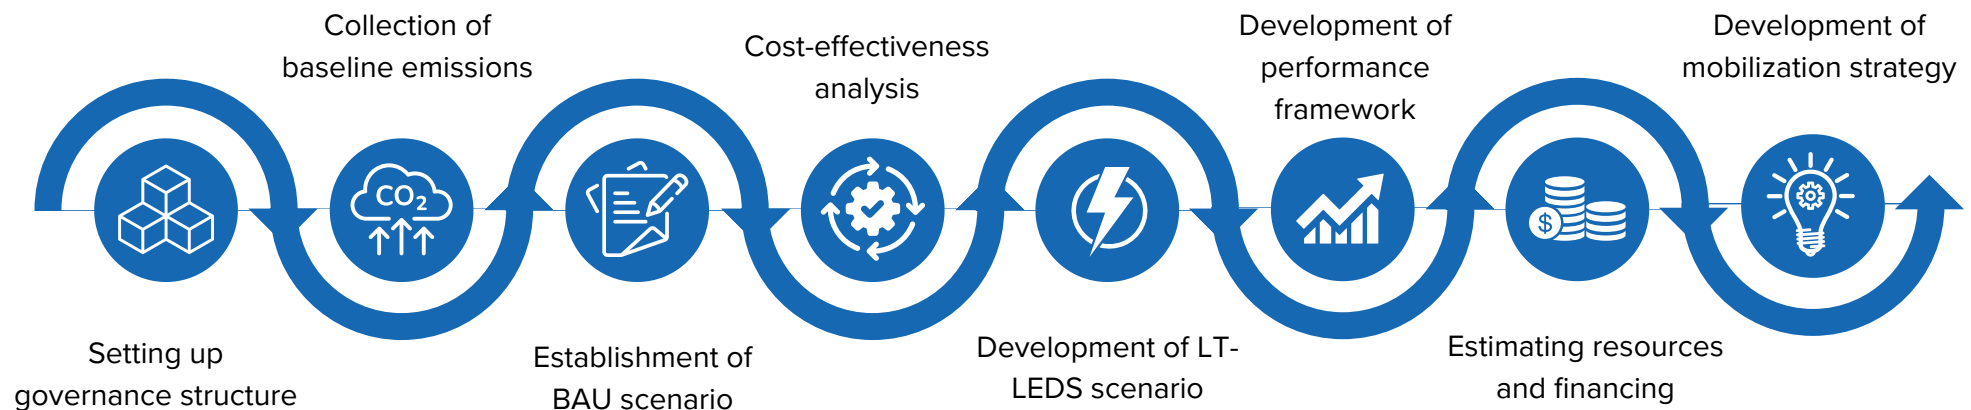 Setting up
governance structure
Collection of
baseline emissions
CO₂
Establishment of
BAU scenario
Cost-effectiveness
analysis
Development of LT-
LEDS scenario
Development of
performance
framework
Estimating resources
and financing
$
Development of
mobilization strategy